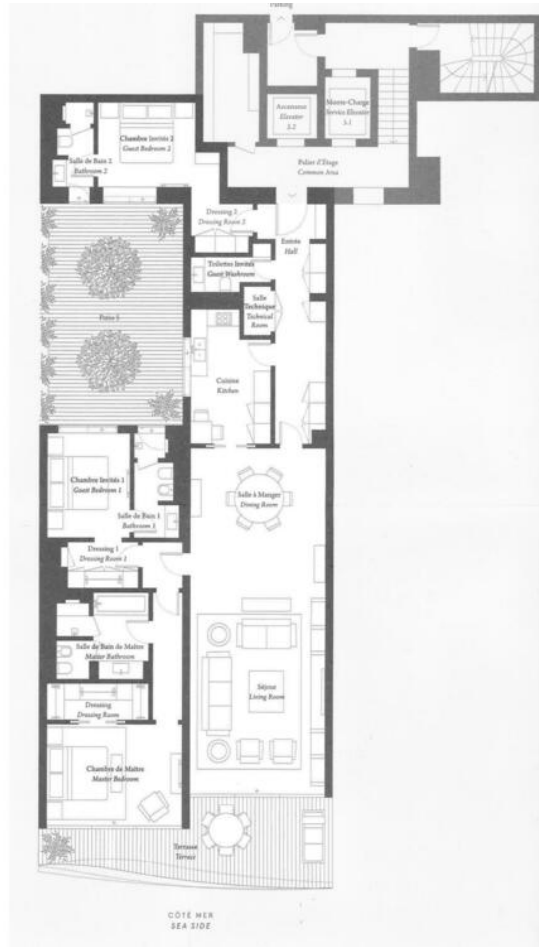 Parking
Ascenseur
Elevator
S.2
Monte-Charge
Service Elevator
S.1
Palier d'Étage
Common Area
Chambre Invités 2
Guest Bedroom 2
Salle de Bain 2
Bathroom 2
Dressing 2
Dressing Room 2
Entrée
Hall
Toilettes Invités
Guest Washroom
Salle
Technique
Technical
Room
Patio
Cuisine
Kitchen
Chambre Invités 1
Guest Bedroom 1
Salle de Bain 1
Bathroom 1
Salle à Manger
Dining Room
Dressing 1
Dressing Room 1
Salle de Bain de Maître
Master Bathroom
Séjour
Living Room
Dressing
Dressing Room
Chambre de Maître
Master Bedroom
Terrasse
Terrace
CÔTÉ MER
SEA SIDE